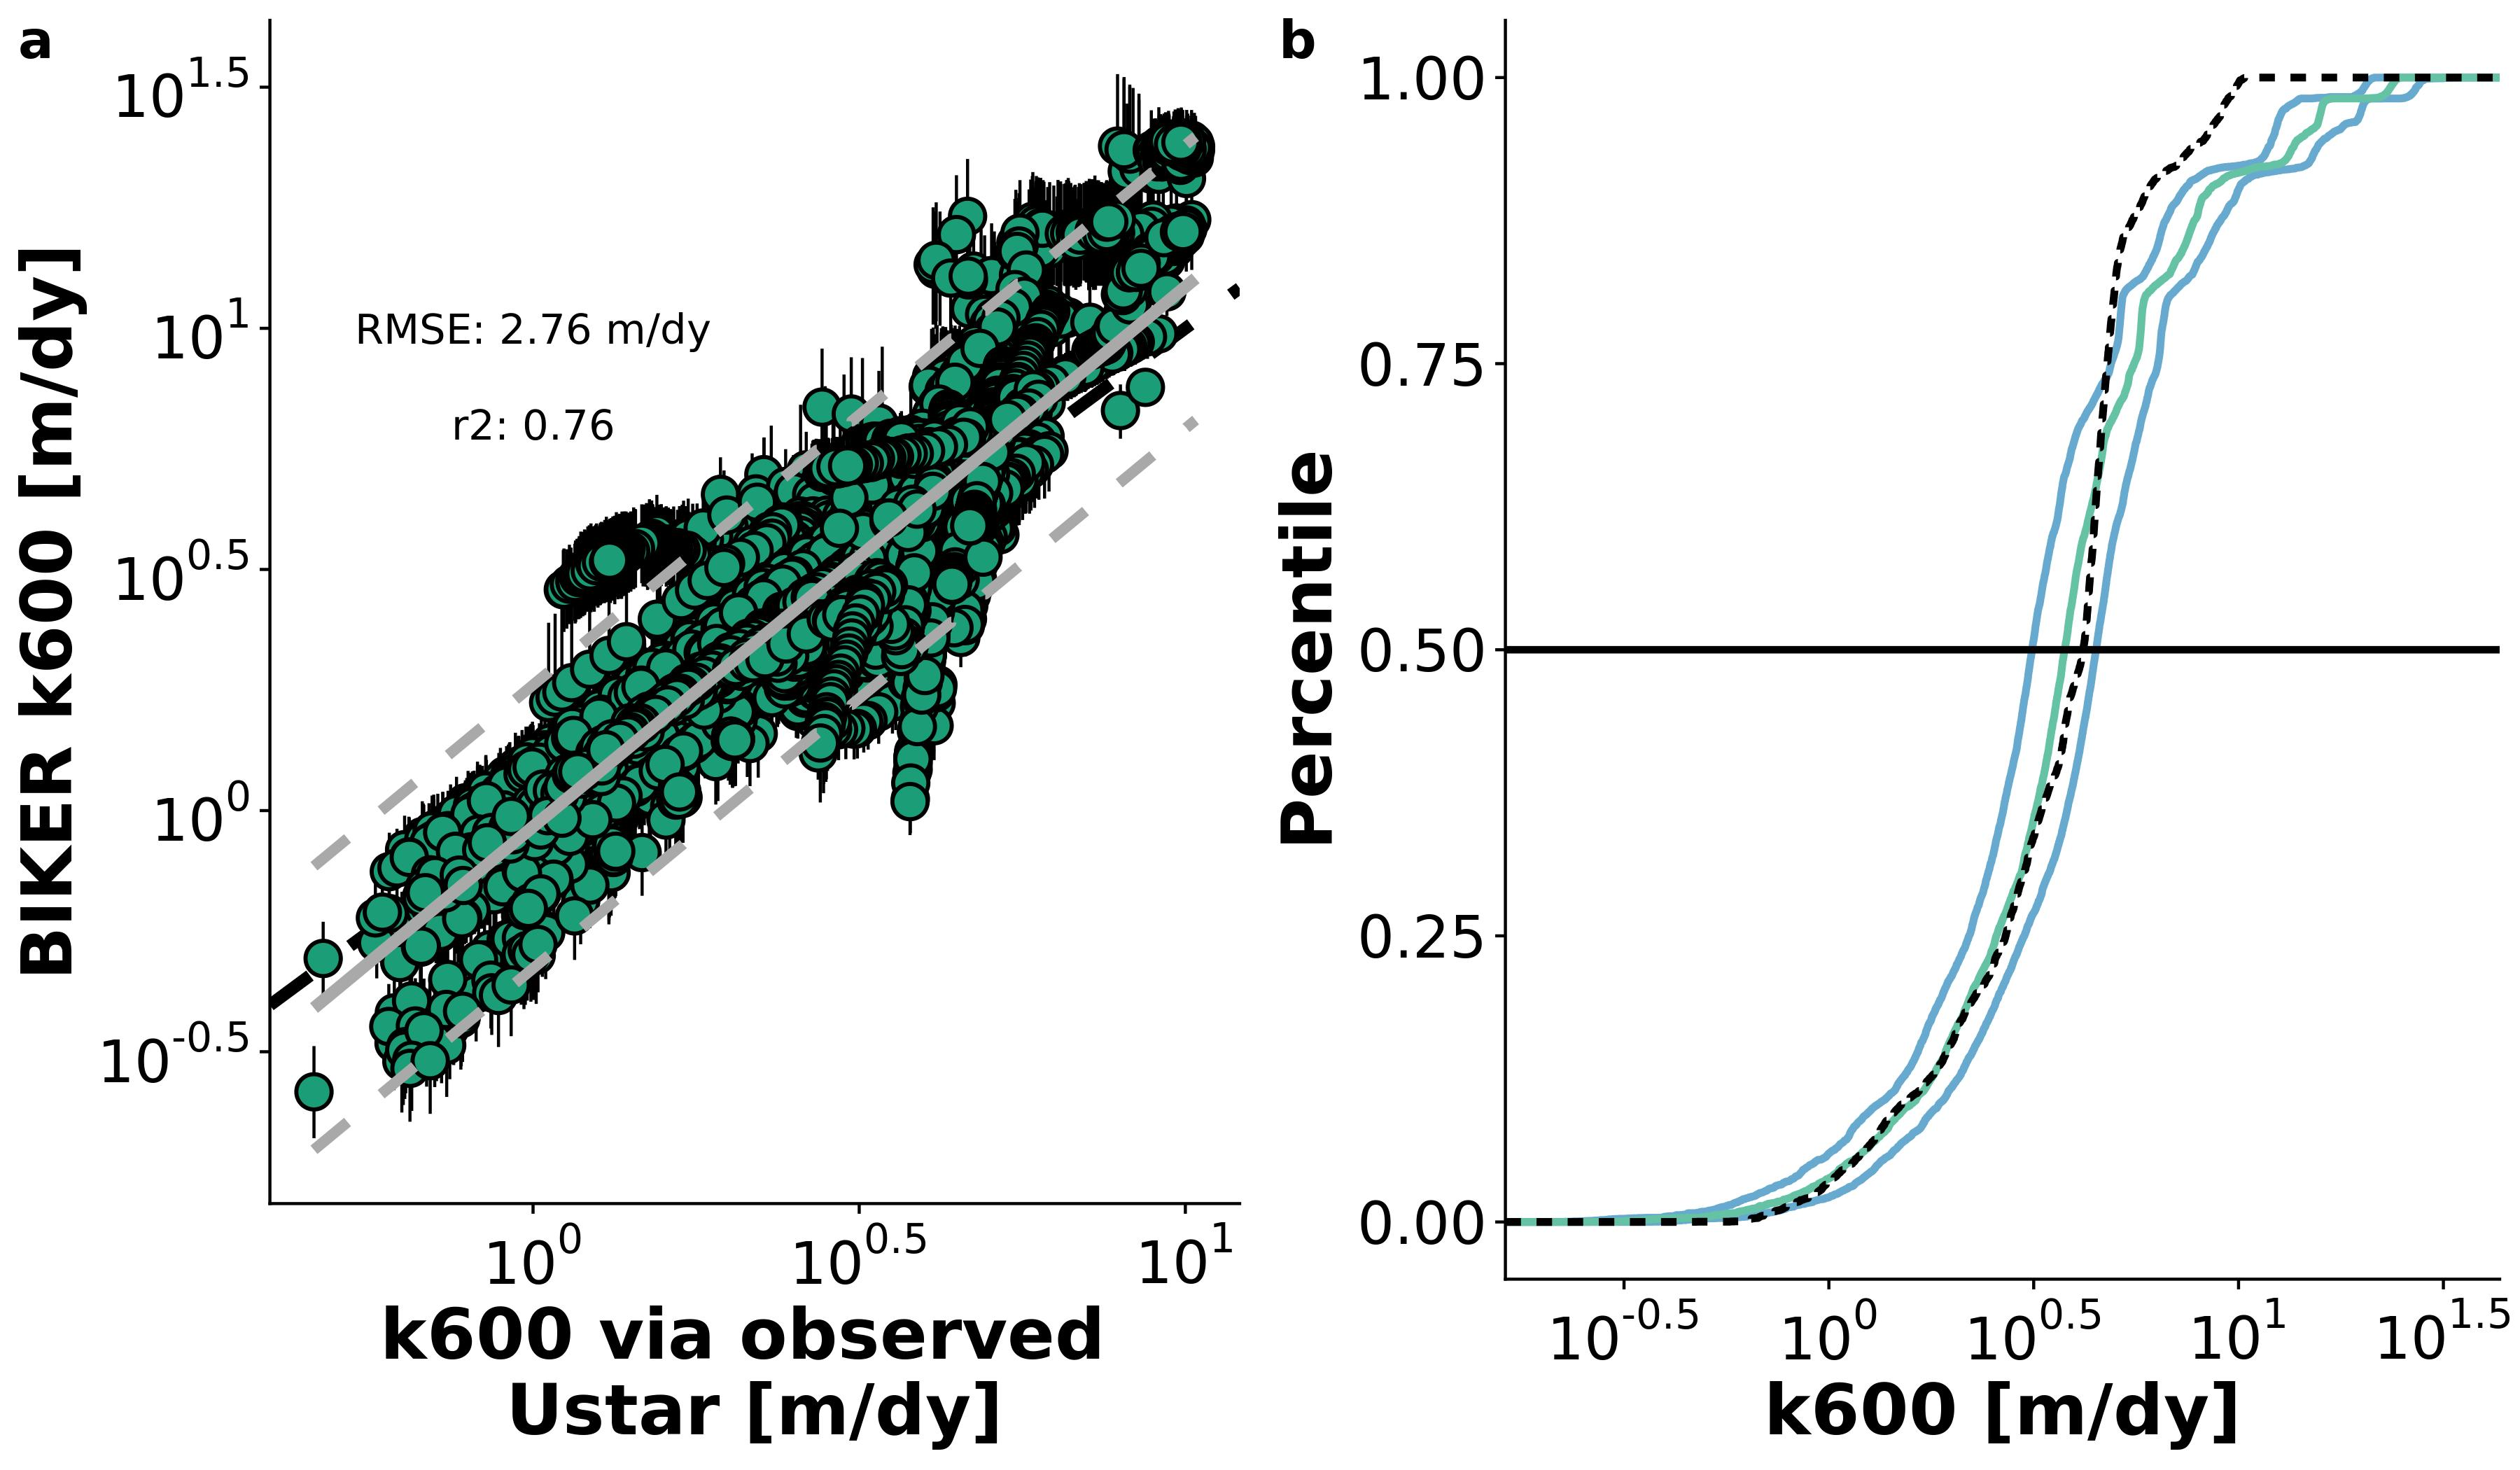 a
BIKER k600 [m/dy]
10^1.5
10^1
10^0.5
10^0
10^-0.5
RMSE: 2.76 m/dy
r2: 0.76
10^0 10^0.5 10^1
k600 via observed
Ustar [m/dy]
b
Percentile
1.00
0.75
0.50
0.25
0.00
10^-0.5 10^0 10^0.5 10^1 10^1.5
k600 [m/dy]